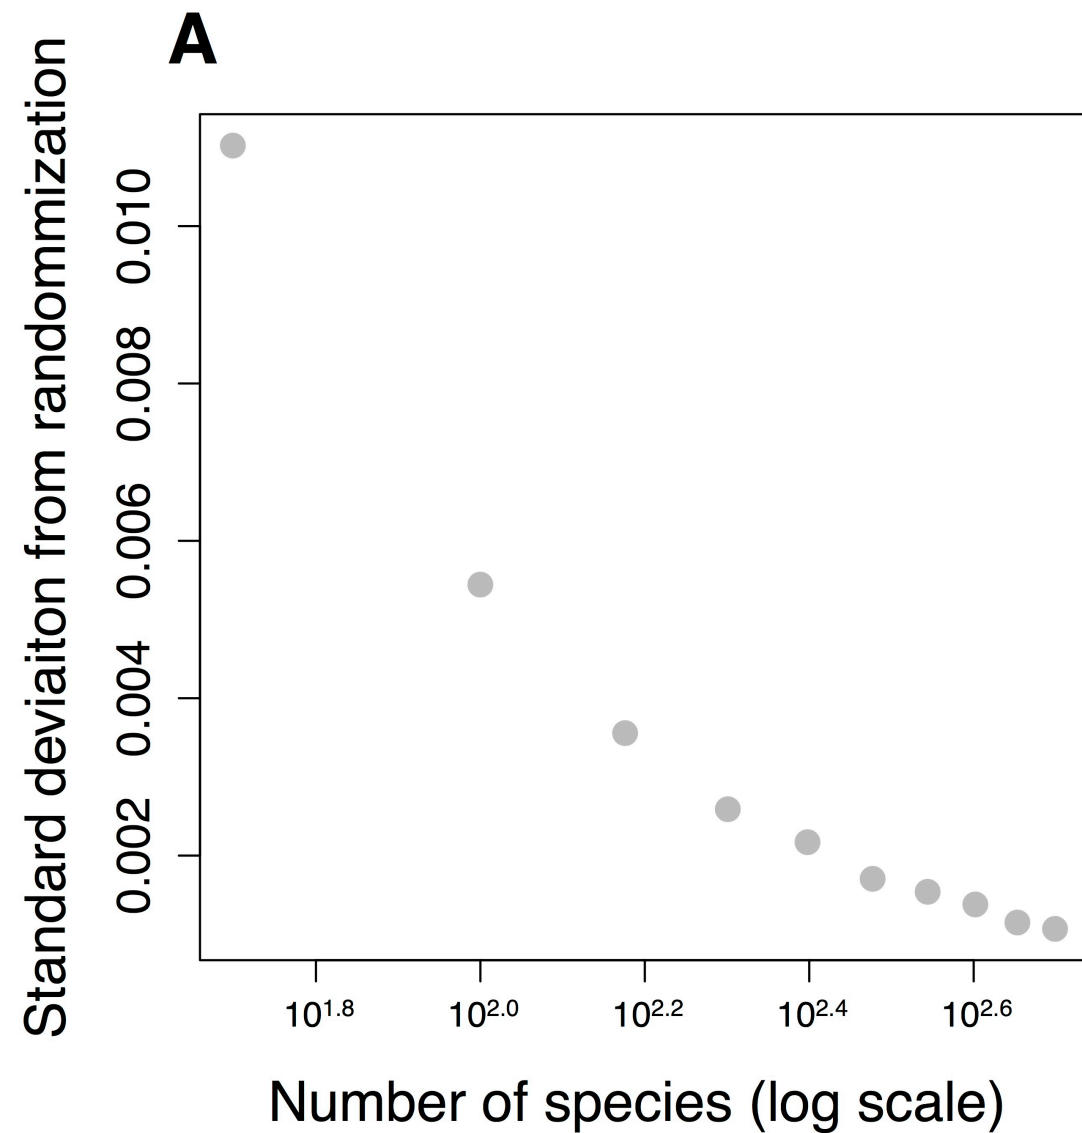 A
Standard deviaiton from randommization
0.010
0.008
0.006
0.004
0.002
10^1.8 10^2.0 10^2.2 10^2.4 10^2.6
Number of species (log scale)